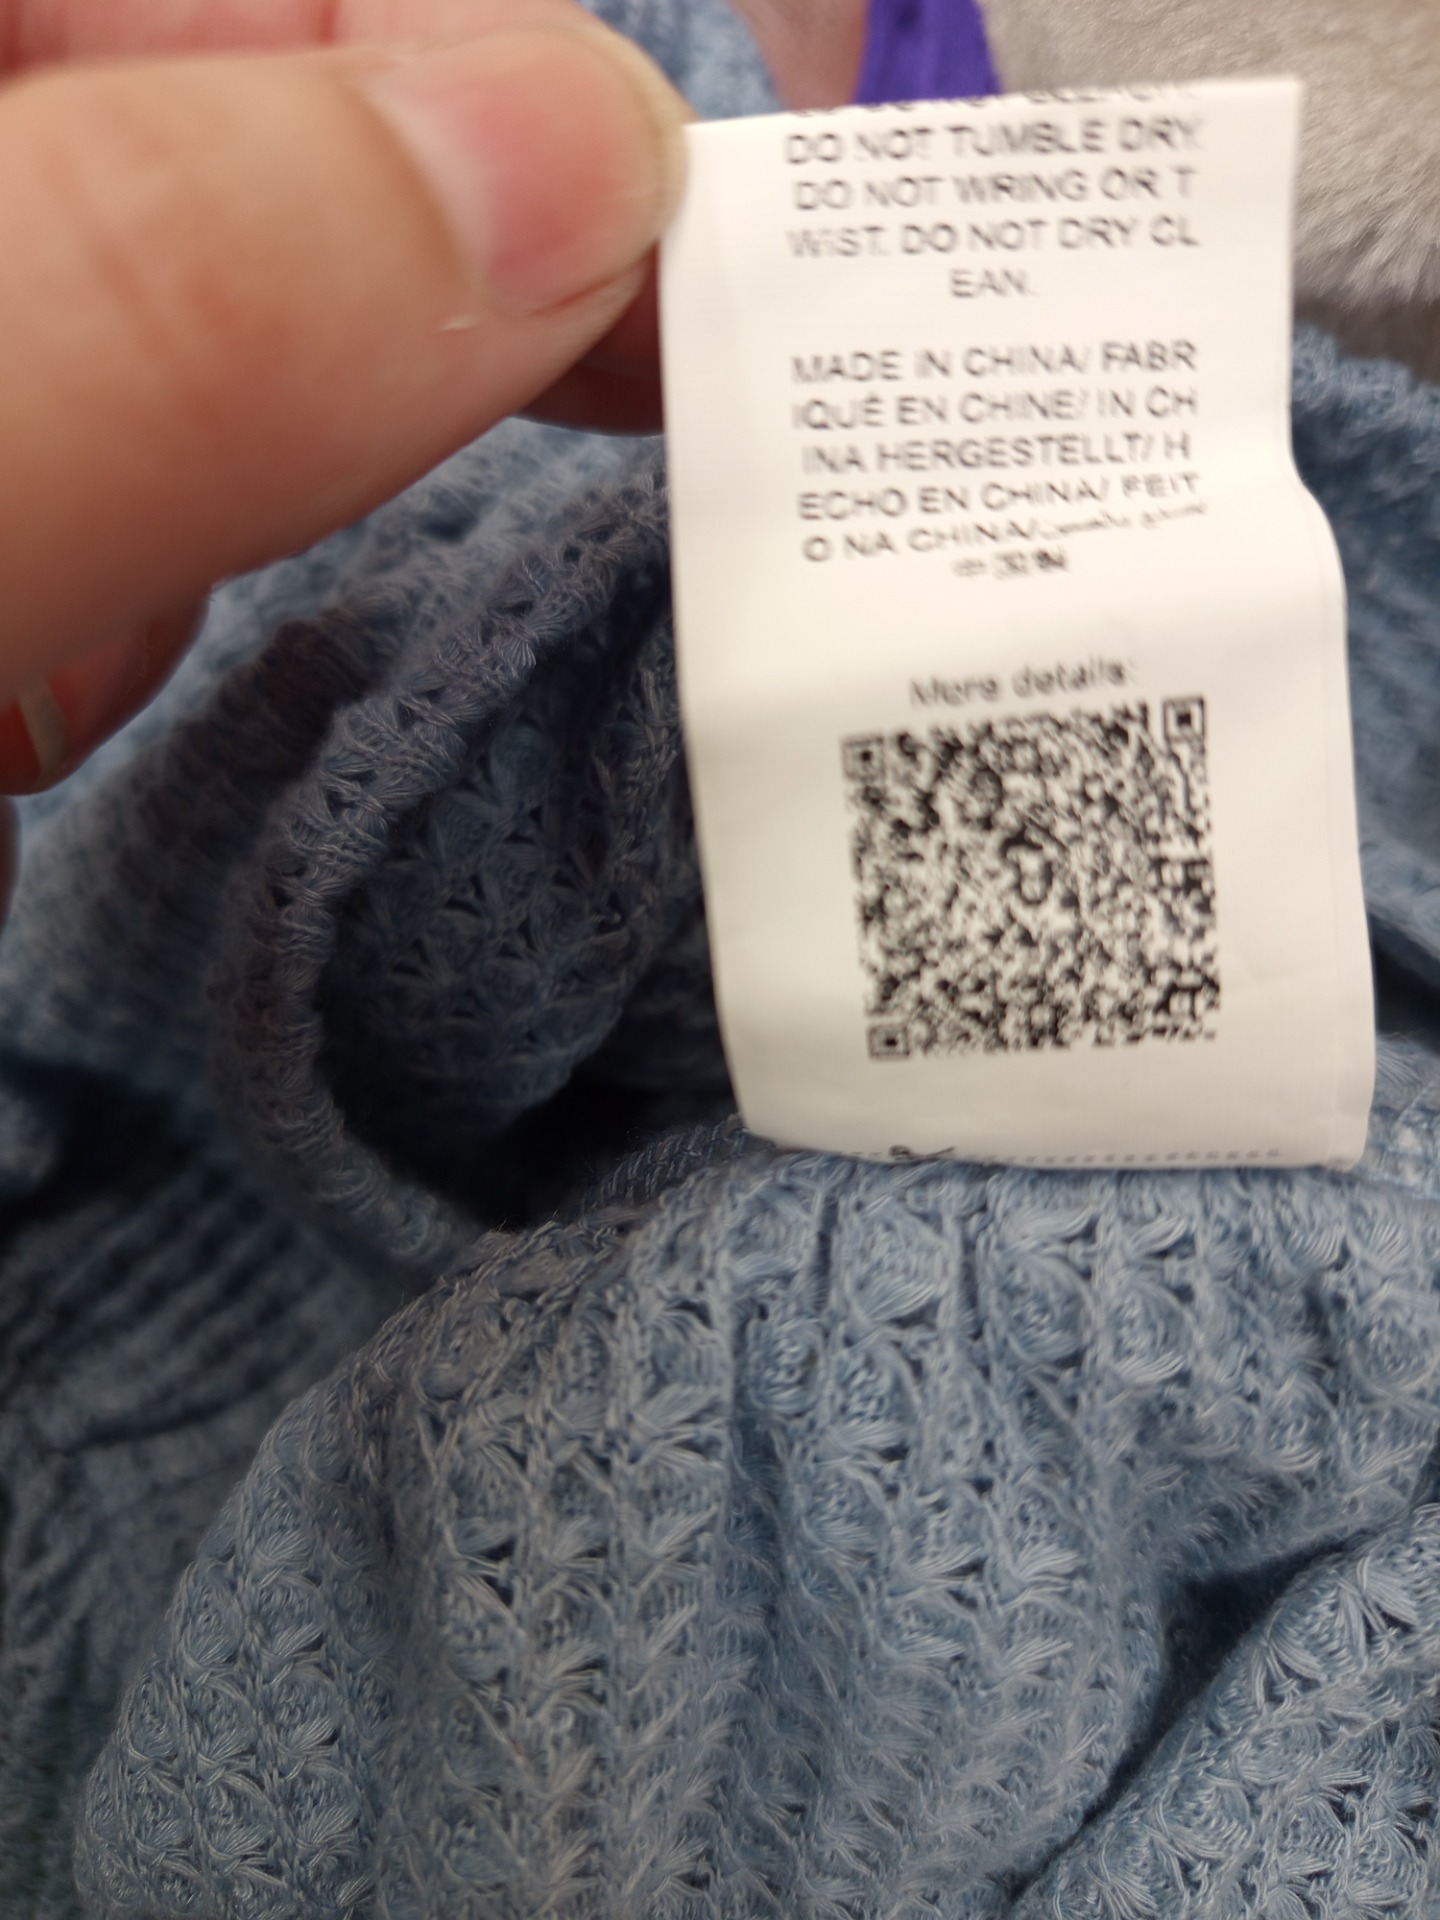 DO NOT TUMBLE DRY.
DO NOT WRING OR T
WIST. DO NOT DRY CL
EAN.
MADE IN CHINA/ FABR
IQUÉ EN CHINE/ IN CH
INA HERGESTELLT/ H
ECHO EN CHINA/ FEIT
O NA CHINA/
More details: